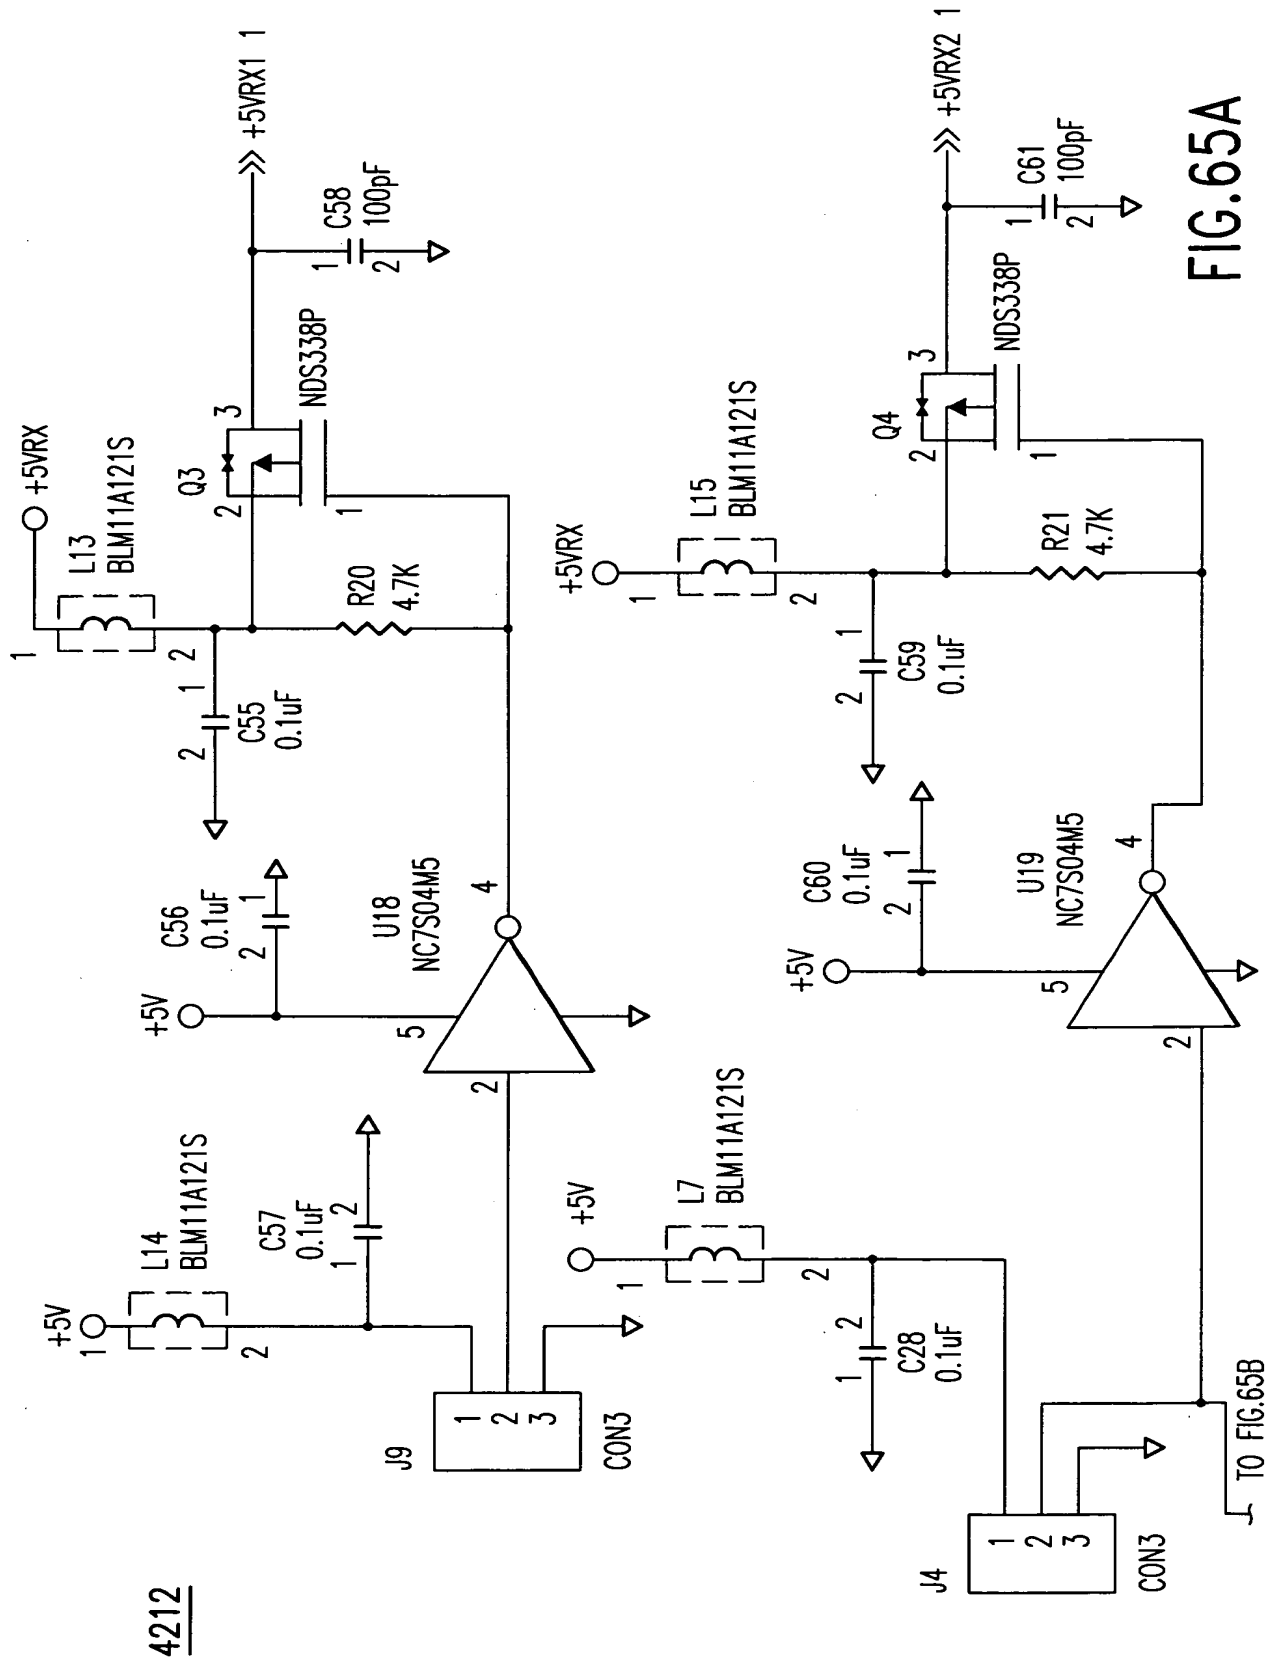 4212
+5V
1
L14
BLM11A121S
2
C57
0.1uF
1 2
J9
1
2
3
CON3
+5V
C56
0.1uF
2 1
5
2
U18
NC7S04M5
4
1
+5VRX
L13
BLM11A121S
2
2 1
C55
0.1uF
R20
4.7K
Q3
2 3
1
NDS338P
+5VRX1 1
1
2
C58
100pF
+5V
1
L7
BLM11A121S
2
1 2
C28
0.1uF
J4
1
2
3
CON3
TO FIG.65B
+5V
C60
0.1uF
2 1
5
2
U19
NC7S04M5
4
+5VRX
1
L15
BLM11A121S
2
2 1
C59
0.1uF
R21
4.7K
Q4
2 3
1
NDS338P
+5VRX2 1
1
2
C61
100pF
FIG.65A